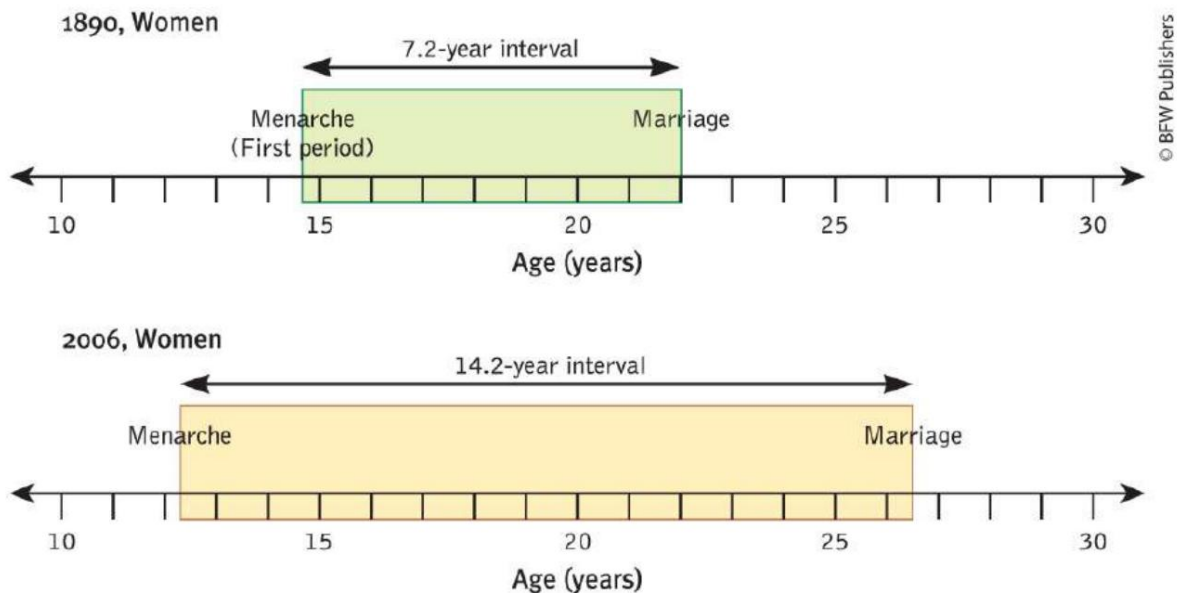 1890, Women
7.2-year interval
Menarche
(First period)
Marriage
10 15 20 25 30
Age (years)
2006, Women
14.2-year interval
Menarche
Marriage
10 15 20 25 30
Age (years)
© BFW Publishers